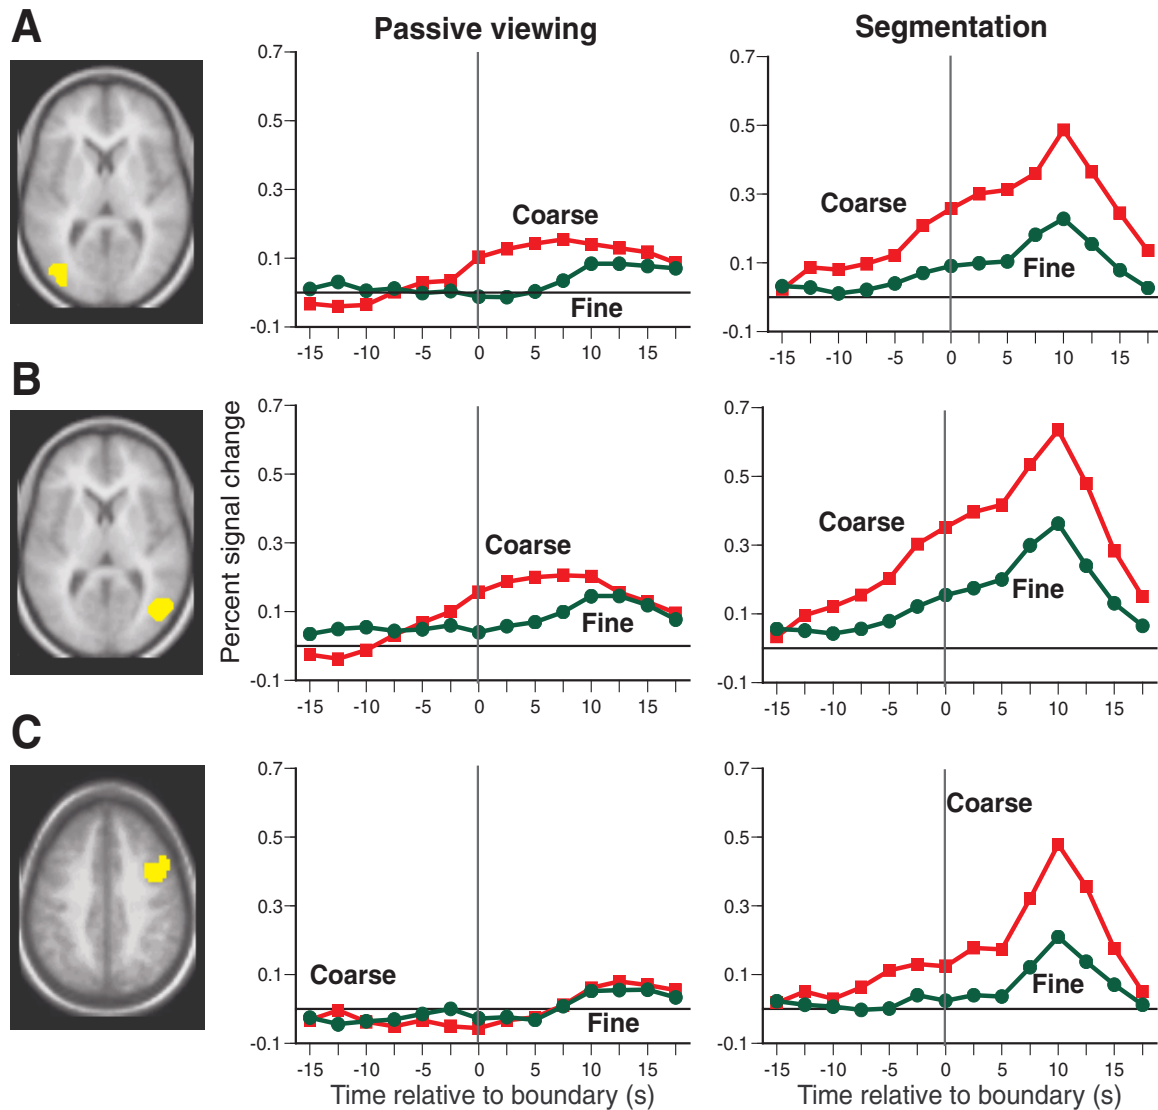 A
Passive viewing
Segmentation
0.7
0.5
0.3
0.1
-0.1
Coarse
Fine
-15 -10 -5 0 5 10 15
0.7
0.5
0.3
0.1
-0.1
Coarse
Fine
-15 -10 -5 0 5 10 15
B
Percent signal change
0.7
0.5
0.3
0.1
-0.1
Coarse
Fine
-15 -10 -5 0 5 10 15
0.7
0.5
0.3
0.1
-0.1
Coarse
Fine
-15 -10 -5 0 5 10 15
C
0.7
0.5
0.3
0.1
-0.1
Coarse
Fine
-15 -10 -5 0 5 10 15
Time relative to boundary (s)
0.7
0.5
0.3
0.1
-0.1
Coarse
Fine
-15 -10 -5 0 5 10 15
Time relative to boundary (s)